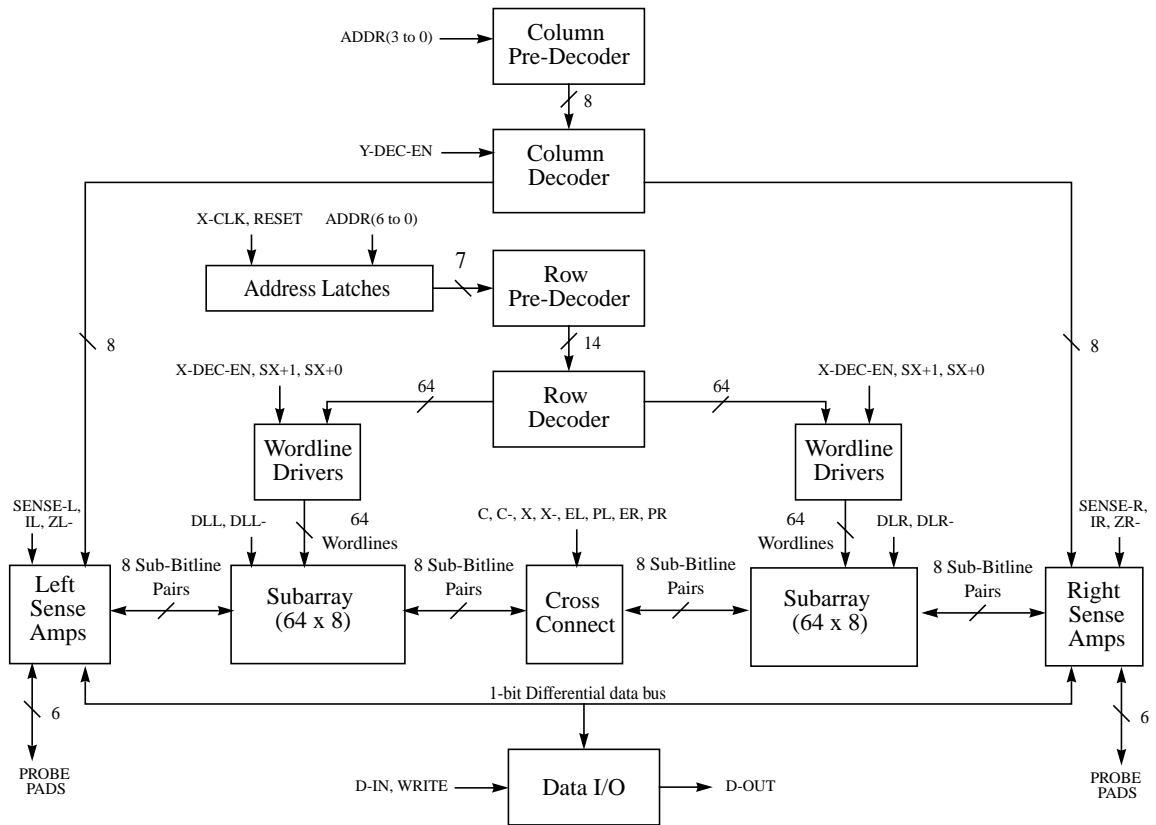 Column
Pre-Decoder
ADDR(3 to 0)
8
Y-DEC-EN
Column
Decoder
X-CLK, RESET
ADDR(6 to 0)
Address Latches
7
Row
Pre-Decoder
8
14
8
X-DEC-EN, SX+1, SX+0
64
Row
Decoder
64
X-DEC-EN, SX+1, SX+0
Wordline
Drivers
Wordline
Drivers
SENSE-L,
IL, ZL-
DLL, DLL-
64
Wordlines
C, C-, X, X-, EL, PL, ER, PR
64
Wordlines
DLR, DLR-
SENSE-R,
IR, ZR-
Left
Sense
Amps
8 Sub-Bitline
Pairs
Subarray
(64 x 8)
8 Sub-Bitline
Pairs
Cross
Connect
8 Sub-Bitline
Pairs
Subarray
(64 x 8)
8 Sub-Bitline
Pairs
Right
Sense
Amps
1-bit Differential data bus
6
6
PROBE
PADS
D-IN, WRITE
Data I/O
D-OUT
PROBE
PADS